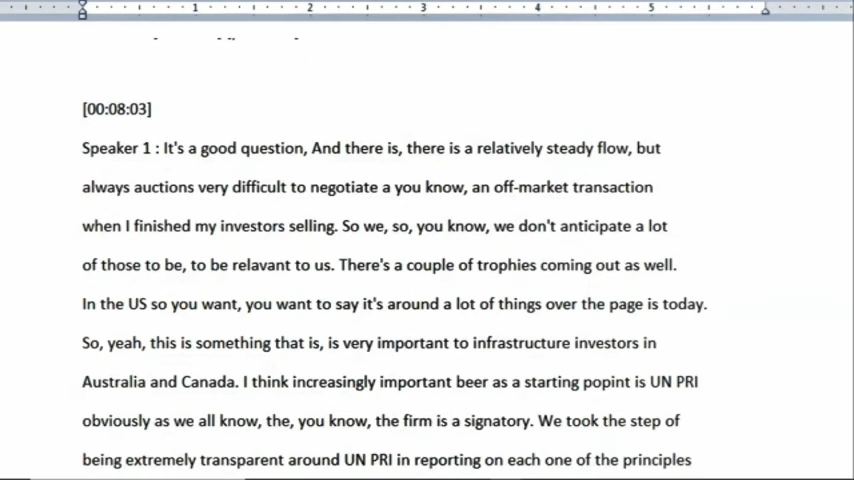 1 2 3 4 5
[00:08:03]
Speaker 1 : It's a good question, And there is, there is a relatively steady flow, but
always auctions very difficult to negotiate a you know, an off-market transaction
when I finished my investors selling. So we, so, you know, we don't anticipate a lot
of those to be, to be relavant to us. There's a couple of trophies coming out as well.
In the US so you want, you want to say it's around a lot of things over the page is today.
So, yeah, this is something that is, is very important to infrastructure investors in
Australia and Canada. I think increasingly important beer as a starting popint is UN PRI
obviously as we all know, the, you know, the firm is a signatory. We took the step of
being extremely transparent around UN PRI in reporting on each one of the principles